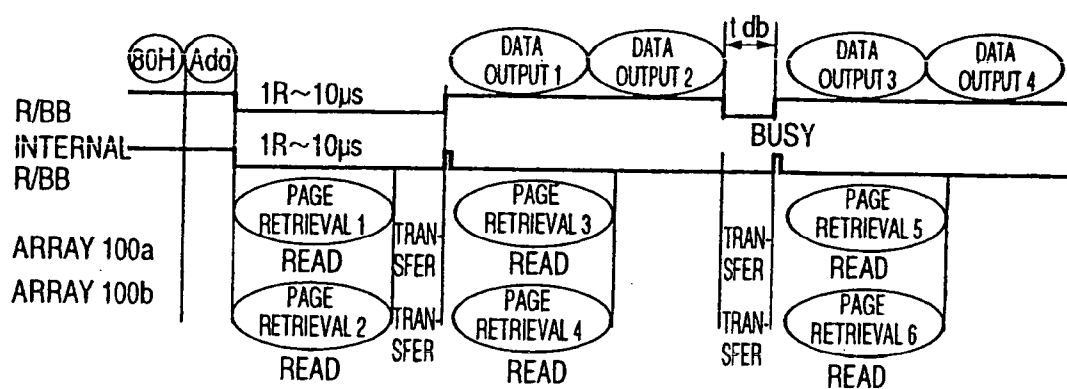 80H Add DATA OUTPUT 1 DATA OUTPUT 2 t db DATA OUTPUT 3 DATA OUTPUT 4
R/BB 1R~10µs BUSY
INTERNAL R/BB 1R~10µs
ARRAY 100a PAGE RETRIEVAL 1 READ TRAN-SFER PAGE RETRIEVAL 3 READ TRAN-SFER PAGE RETRIEVAL 5 READ
ARRAY 100b PAGE RETRIEVAL 2 READ TRAN-SFER PAGE RETRIEVAL 4 READ TRAN-SFER PAGE RETRIEVAL 6 READ